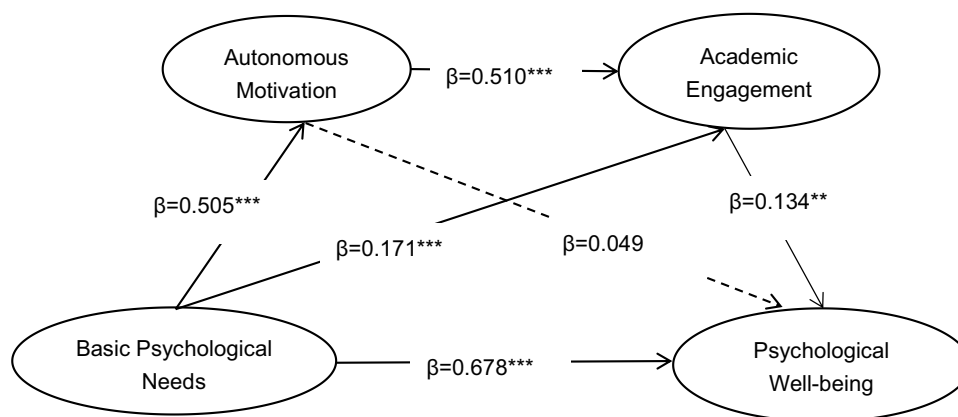 Autonomous
Motivation
Academic
Engagement
β=0.510***
β=0.505***
β=0.134**
β=0.171***
β=0.049
Basic Psychological
Needs
β=0.678***
Psychological
Well-being